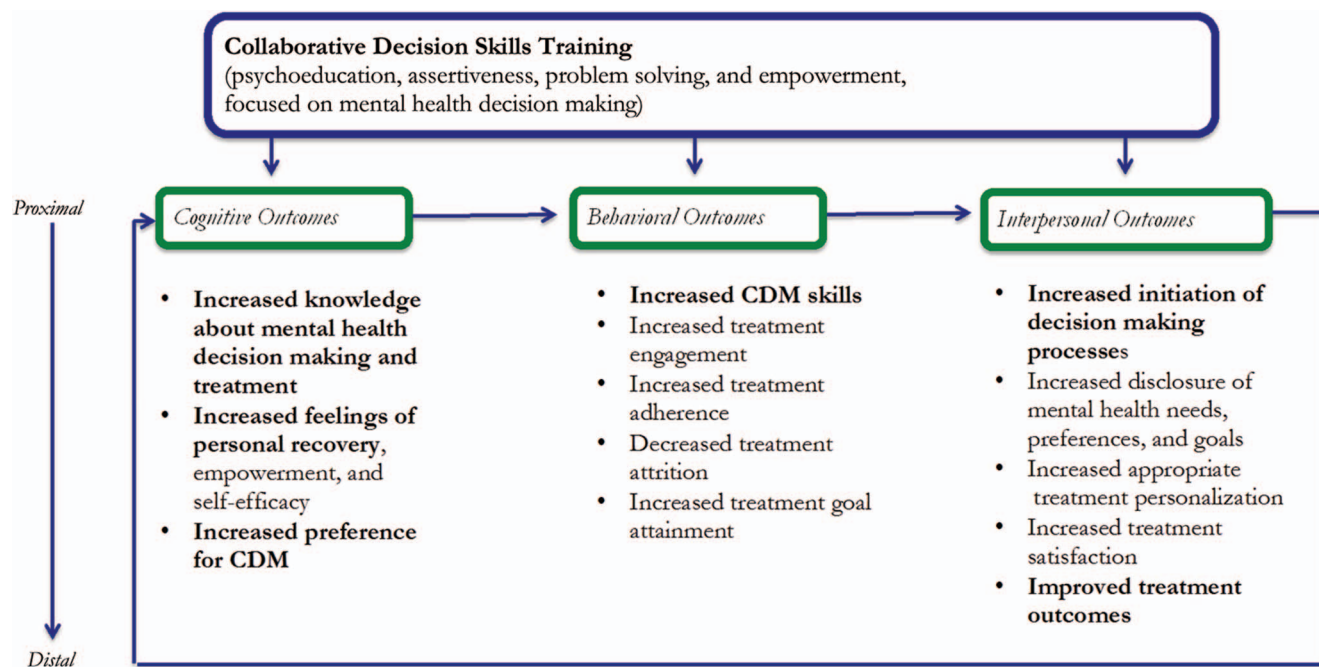 Collaborative Decision Skills Training
(psychoeducation, assertiveness, problem solving, and empowerment,
focused on mental health decision making)
Proximal
Cognitive Outcomes
Behavioral Outcomes
Interpersonal Outcomes
• Increased knowledge
about mental health
decision making and
treatment
• Increased feelings of
personal recovery,
empowerment, and
self-efficacy
• Increased preference
for CDM
• Increased CDM skills
• Increased treatment
engagement
• Increased treatment
adherence
• Decreased treatment
attrition
• Increased treatment goal
attainment
• Increased initiation of
decision making
processes
• Increased disclosure of
mental health needs,
preferences, and goals
• Increased appropriate
treatment personalization
• Increased treatment
satisfaction
• Improved treatment
outcomes
Distal